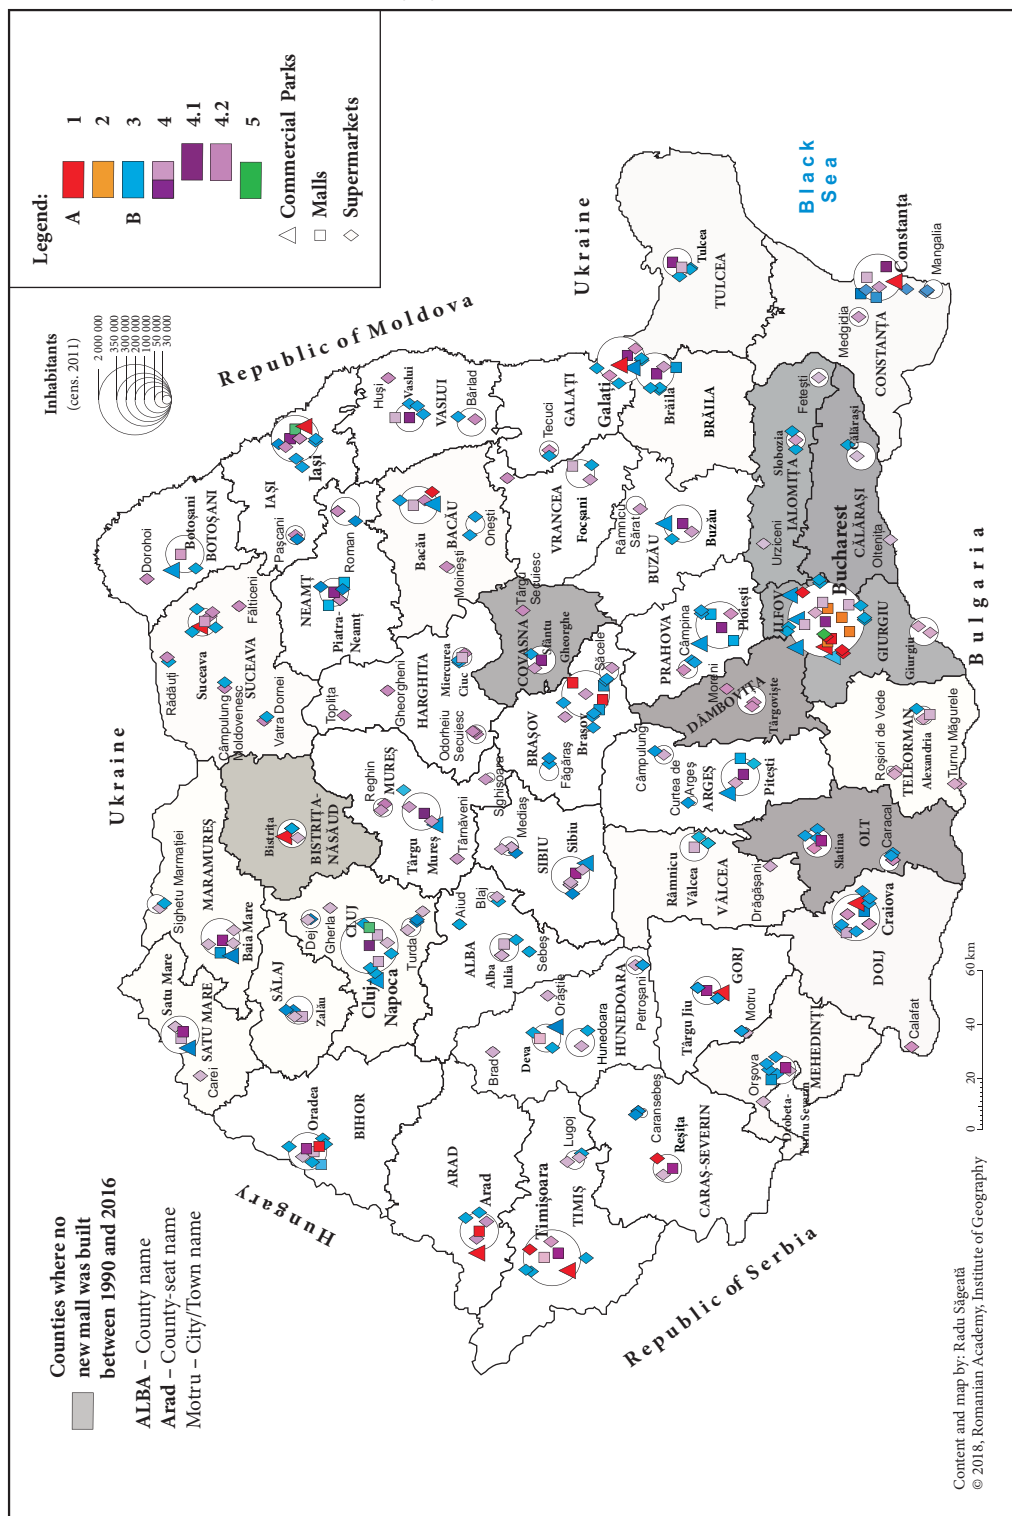 Legend:
A
1
2
B
3
4
4.1
4.2
5
Commercial Parks
Malls
Supermarkets
Inhabitants
(cens. 2011)
2 000 000
350 000
300 000
200 000
100 000
50 000
30 000
Counties where no
new mall was built
between 1990 and 2016
ALBA – County name
Arad – County-seat name
Motru – City/Town name
Ukraine
Republic of Moldova
Ukraine
Black
Sea
Bulgaria
Republic of Serbia
Hungary
Satu Mare
SATU MARE
Carei
Sighetu Marmației
MARAMUREȘ
Baia Mare
Rădăuți
Suceava
SUCEAVA
Fălticeni
Câmpulung
Moldovenesc
Vatra Dornei
Dorohoi
Botoșani
BOTOȘANI
IAȘI
Iași
Pașcani
NEAMȚ
Piatra -
Neamț
Roman
Bistrița
BISTRIȚA-
NĂSĂUD
SĂLAJ
Zalău
Dej
Gherla
CLUJ
Cluj
Napoca
Turda
Oradea
BIHOR
Toplița
Gheorgheni
HARGHITA
Miercurea
Ciuc
Odorheiu
Secuiesc
Reghin
MUREȘ
Târgu
Mureș
Târnăveni
Sighișoara
Bacău
BACĂU
Moinești
Onești
Huși
Vaslui
VASLUI
Bârlad
ARAD
Arad
ALBA
Aiud
Blaj
Alba
Iulia
Sebeș
SIBIU
Mediaș
Sibiu
BRAȘOV
Făgăraș
Brașov
Săcele
COVASNA
Sfântu
Gheorghe
Târgu
Secuiesc
VRANCEA
Focșani
Tecuci
GALAȚI
Galați
Timișoara
TIMIȘ
Lugoj
Brad
Deva
Orăștie
Hunedoara
HUNEDOARA
Petroșani
Caransebeș
Reșița
CARAȘ-SEVERIN
Târgu Jiu
GORJ
Motru
Râmnicu
Vâlcea
VÂLCEA
Drăgășani
Câmpulung
Curtea de
Argeș
ARGEȘ
Pitești
PRAHOVA
Câmpina
Ploiești
Moreni
DÂMBOVIȚA
Târgoviște
Râmnicu
Sărat
BUZĂU
Buzău
Brăila
BRĂILA
Tulcea
TULCEA
Orșova
Drobeta-
Turnu Severin
MEHEDINȚI
DOLJ
Craiova
Calafat
Slatina
OLT
Caracal
Roșiori de Vede
TELEORMAN
Alexandria
Turnu Măgurele
GIURGIU
Giurgiu
ILFOV
Bucharest
CĂLĂRAȘI
Oltenița
Călărași
Urziceni
IALOMIȚA
Slobozia
Fetești
Medgidia
CONSTANȚA
Constanța
Mangalia
0 20 40 60 km
Content and map by: Radu Săgeată
© 2018, Romanian Academy, Institute of Geography